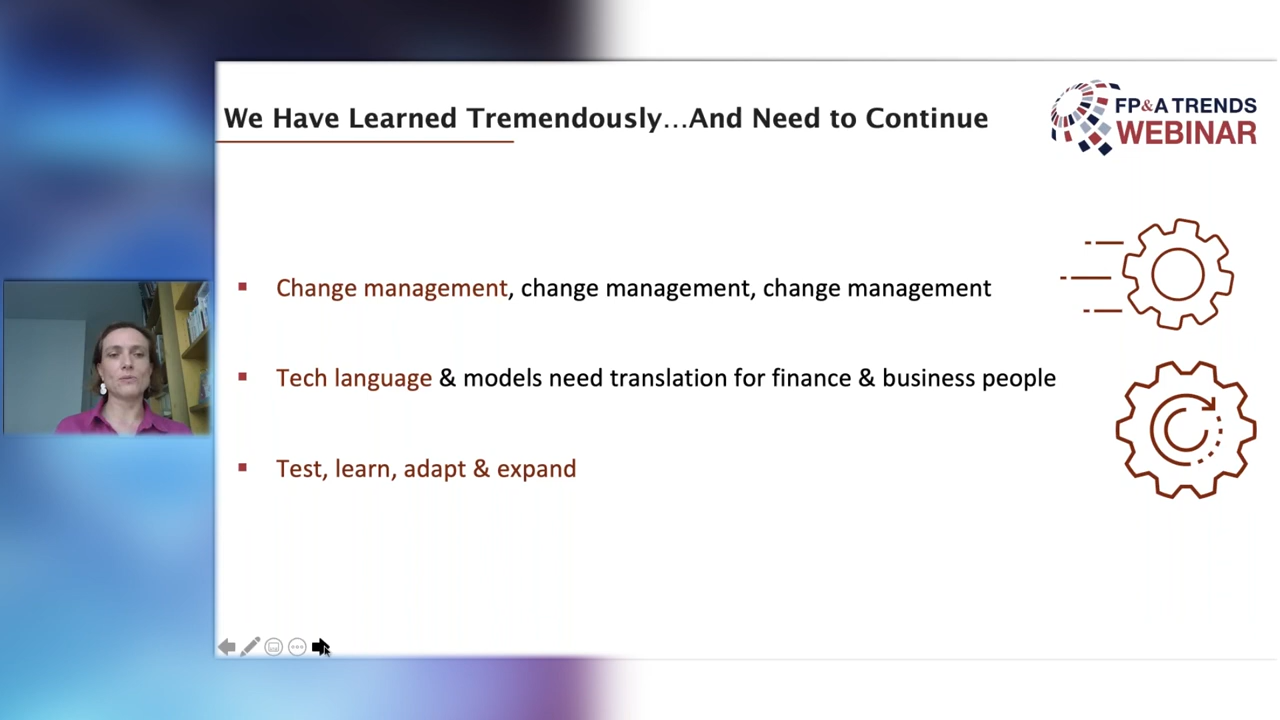 We Have Learned Tremendously...And Need to Continue
FP&A TRENDS
WEBINAR
▪ Change management, change management, change management
▪ Tech language & models need translation for finance & business people
▪ Test, learn, adapt & expand